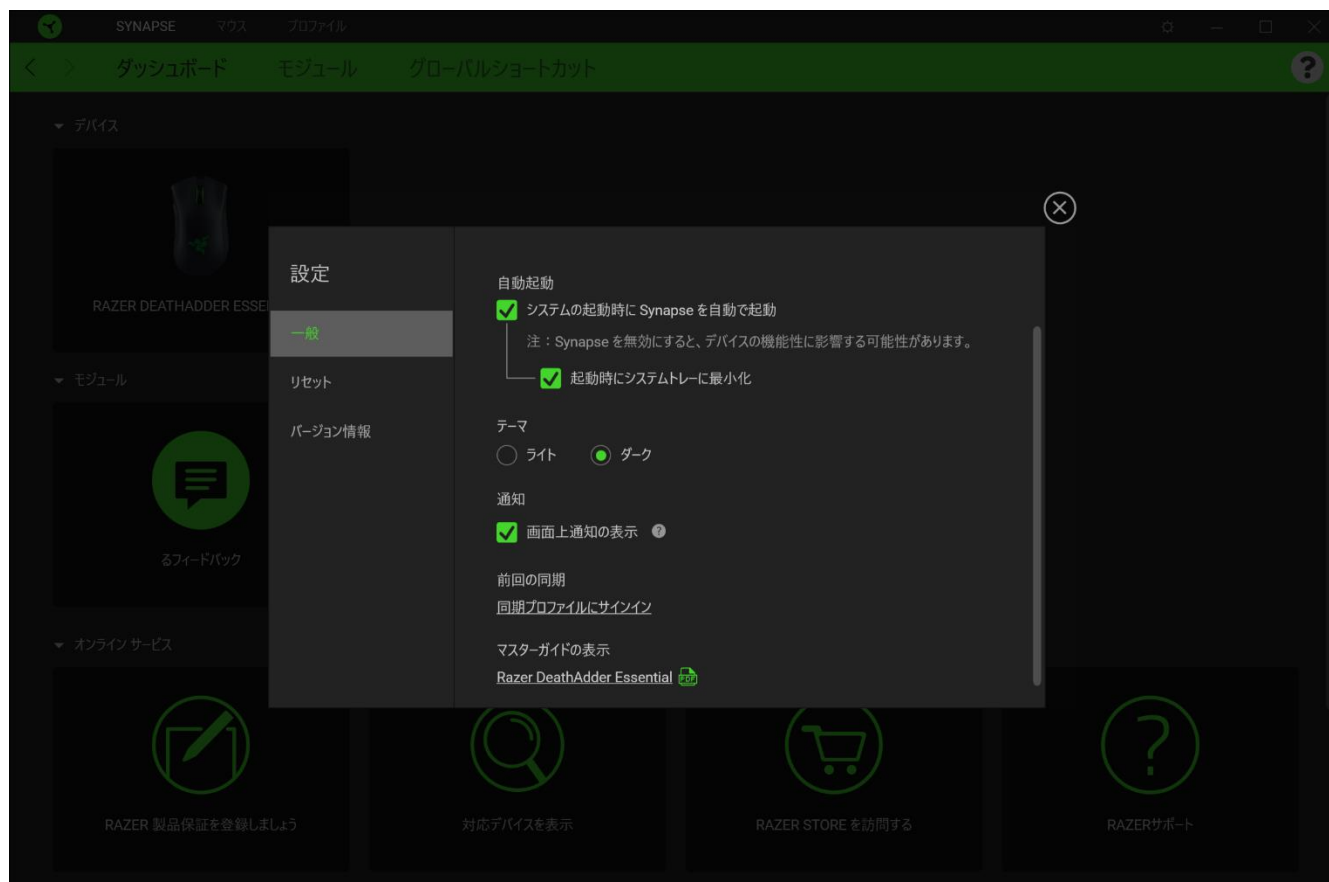 SYNAPSE マウス プロファイル
ダッシュボード モジュール グローバルショートカット
デバイス
RAZER DEATHADDER ESSE
モジュール
るフィードバック
オンライン サービス
RAZER 製品保証を登録しましょう
対応デバイスを表示
RAZER STORE を訪問する
RAZERサポート
設定
一般
リセット
バージョン情報
自動起動
システムの起動時に Synapse を自動で起動
注:Synapse を無効にすると、デバイスの機能性に影響する可能性があります。
起動時にシステムトレーに最小化
テーマ
ライト ダーク
通知
画面上通知の表示 ?
前回の同期
同期プロファイルにサインイン
マスターガイドの表示
Razer DeathAdder Essential PDF